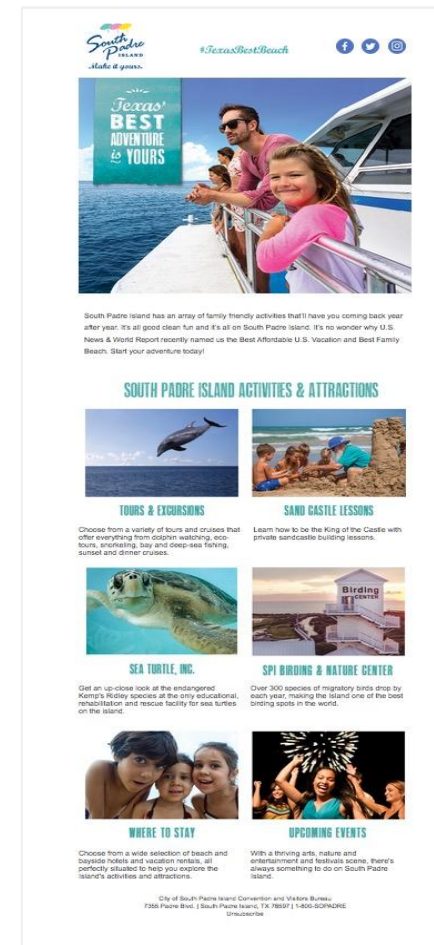 South
Padre
ISLAND
Make it yours.
#TexasBestBeach
Texas'
BEST
ADVENTURE
is YOURS
South Padre Island has an array of family friendly activities that'll have you coming back year
after year. It's all good clean fun and it's all on South Padre Island. It's no wonder why U.S.
News & World Report recently named us the Best Affordable U.S. Vacation and Best Family
Beach. Start your adventure today!
SOUTH PADRE ISLAND ACTIVITIES & ATTRACTIONS
TOURS & EXCURSIONS
Choose from a variety of tours and cruises that
offer everything from dolphin watching, eco-
tours, snorkeling, bay and deep-sea fishing,
sunset and dinner cruises.
SAND CASTLE LESSONS
Learn how to be the King of the Castle with
private sandcastle building lessons.
Birding
CENTER
SEA TURTLE, INC.
Get an up-close look at the endangered
Kemp's Ridley species at the only educational,
rehabilitation and rescue facility for sea turtles
on the island.
SPI BIRDING & NATURE CENTER
Over 300 species of migratory birds drop by
each year, making the Island one of the best
birding spots in the world.
WHERE TO STAY
Choose from a wide selection of beach and
bayside hotels and vacation rentals, all
perfectly situated to help you explore the
Island's activities and attractions.
UPCOMING EVENTS
With a thriving arts, nature and
entertainment and festivals scene, there's
always something to do on South Padre
Island.
City of South Padre Island Convention and Visitors Bureau
7355 Padre Blvd. | South Padre Island, TX 78597 | 1-800-SOPADRE
Unsubscribe